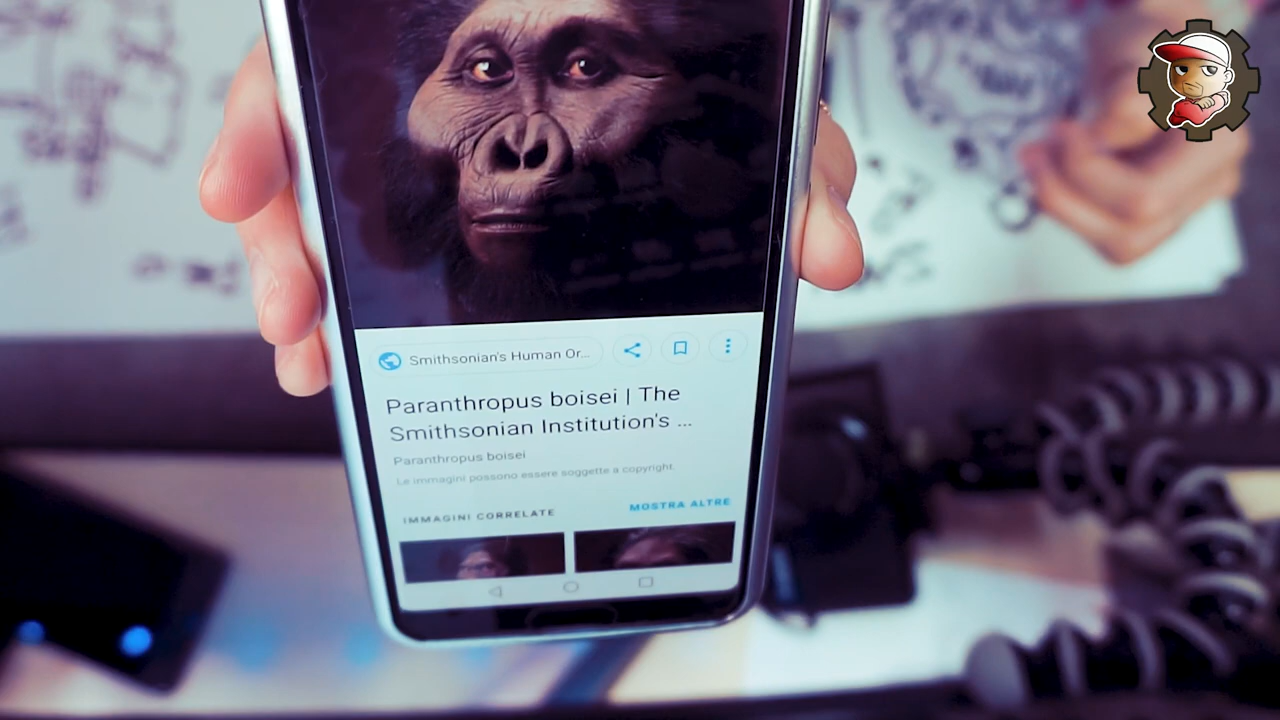 Smithsonian's Human Or...
Paranthropus boisei | The
Smithsonian Institution's ...
Paranthropus boisei
Le immagini possono essere soggette a copyright.
IMMAGINI CORRELATE
MOSTRA ALTRE